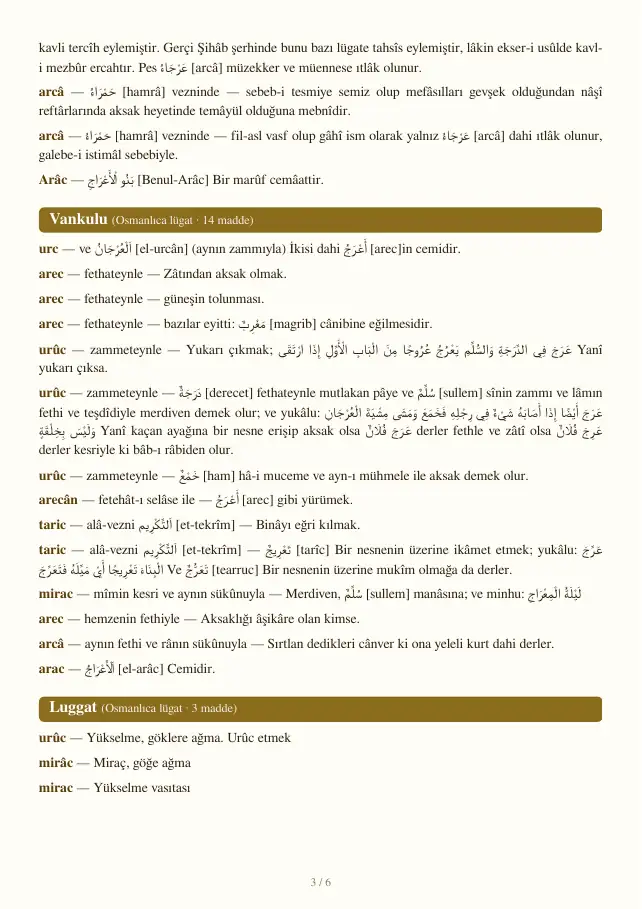 kavli tercîh eylemiştir. Gerçi Şihâb şerhinde bunu bazı lügate tahsîs eylemiştir, lâkin ekser-i usûlde kavl-
i mezbûr ercahtır. Pes عَرْجَاءُ [arcâ] müzekker ve müennese ıtlâk olunur.
arcâ — حَمْرَاءُ [hamrâ] vezninde — sebeb-i tesmiye semiz olup mefâsılları gevşek olduğundan nâşî
reftârlarında aksak heyetinde temâyül olduğuna mebnîdir.
arcâ — حَمْرَاءُ [hamrâ] vezninde — fil-asl vasf olup gâhî ism olarak yalnız عَرْجَاءُ [arcâ] dahi ıtlâk olunur,
galebe-i istimâl sebebiyle.
Arâc — بَنُو الْأَعْرَاجِ [Benul-Arâc] Bir marûf cemâattir.
Vankulu (Osmanlıca lügat · 14 madde)
urc — ve اَلْعُرْجَانُ [el-urcân] (aynın zammıyla) İkisi dahi أَعْرَجُ [arec]in cemidir.
arec — fethateynle — Zâtından aksak olmak.
arec — fethateynle — güneşin tolunması.
arec — fethateynle — bazılar eyitti: مَغْرِبٌ [magrib] cânibine eğilmesidir.
urûc — zammeteynle — Yukarı çıkmak; عَرَجَ فِي الدَّرَجَةِ وَالسُّلَّمِ يَعْرُجُ عُرُوجًا مِنَ الْبَابِ الْأَوَّلِ إِذَا ارْتَقَى Yanî
yukarı çıksa.
urûc — zammeteynle — دَرَجَةٌ [derecet] fethateynle mutlakan pâye ve سُلَّمٌ [sullem] sînin zammı ve lâmın
fethi ve teşdîdiyle merdiven demek olur; ve yukâlu: عَرَجَ أَيْضًا إِذَا أَصَابَهُ شَيْءٌ فِي رِجْلِهِ فَخَمَعَ وَمَشَى مِشْيَةَ الْعُرْجَانِ
وَلَيْسَ بِخِلْقَةٍ Yanî kaçan ayağına bir nesne erişip aksak olsa عَرَجَ فُلَانٌ derler fethle ve zâtî olsa عَرِجَ فُلَانٌ
derler kesriyle ki bâb-ı râbiden olur.
urûc — zammeteynle — خَمْعٌ [ham] hâ-i muceme ve ayn-ı mühmele ile aksak demek olur.
arecân — fetehât-ı selâse ile — أَعْرَجُ [arec] gibi yürümek.
taric — alâ-vezni اَلتَّكْرِيم [et-tekrîm] — Binâyı eğri kılmak.
taric — alâ-vezni اَلتَّكْرِيم [et-tekrîm] — تَعْرِيجٌ [tarîc] Bir nesnenin üzerine ikâmet etmek; yukâlu: عَرَّجَ
الْبِنَاءَ تَعْرِيجًا أَيْ مَيَّلَهُ فَتَعَرَّجَ Ve تَعَرُّجٌ [tearruc] Bir nesnenin üzerine mukîm olmağa da derler.
mirac — mîmin kesri ve aynın sükûnuyla — Merdiven, سُلَّمٌ [sullem] manâsına; ve minhu: لَيْلَةُ الْمِعْرَاجِ
arec — hemzenin fethiyle — Aksaklığı âşikâre olan kimse.
arcâ — aynın fethi ve rânın sükûnuyla — Sırtlan dedikleri cânver ki ona yeleli kurt dahi derler.
arac — اَلْأَعْرَاجُ [el-arâc] Cemidir.
Luggat (Osmanlıca lügat · 3 madde)
urûc — Yükselme, göklere ağma. Urûc etmek
mirâc — Miraç, göğe ağma
mirac — Yükselme vasıtası
3 / 6